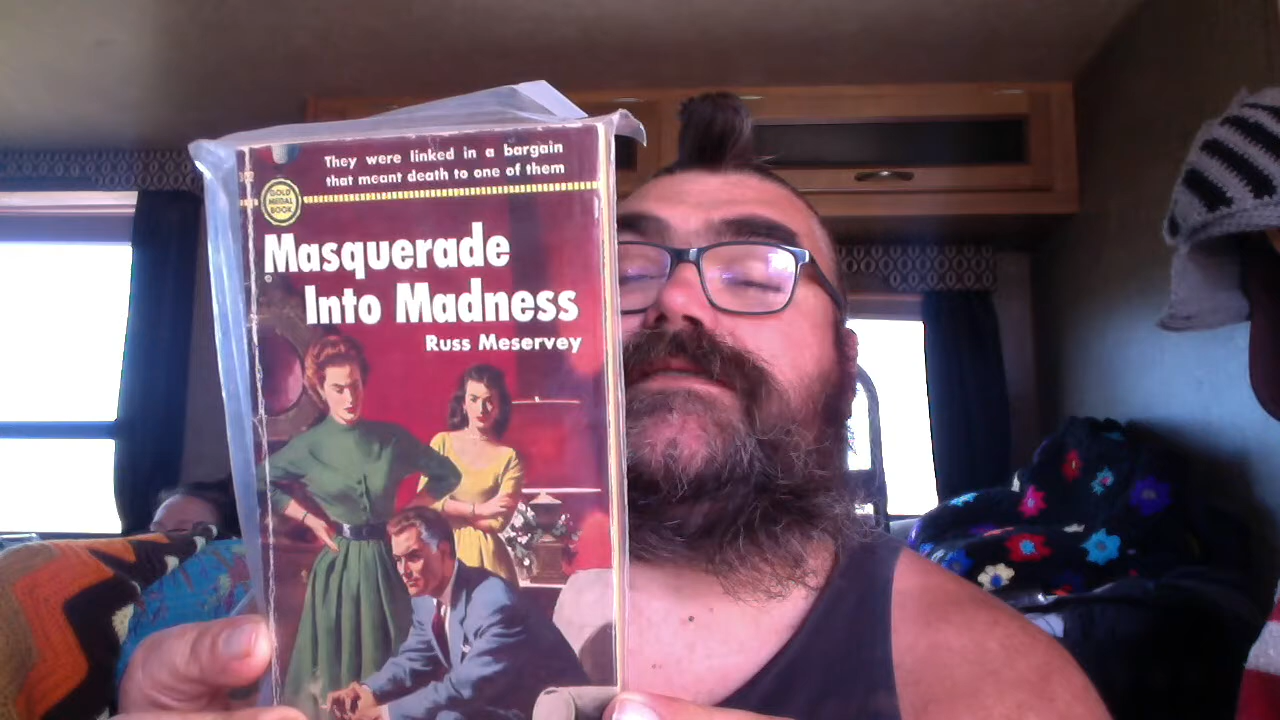 They were linked in a bargain
that meant death to one of them
302
GOLD
MEDAL
BOOK
Masquerade
Into Madness
Russ Meservey